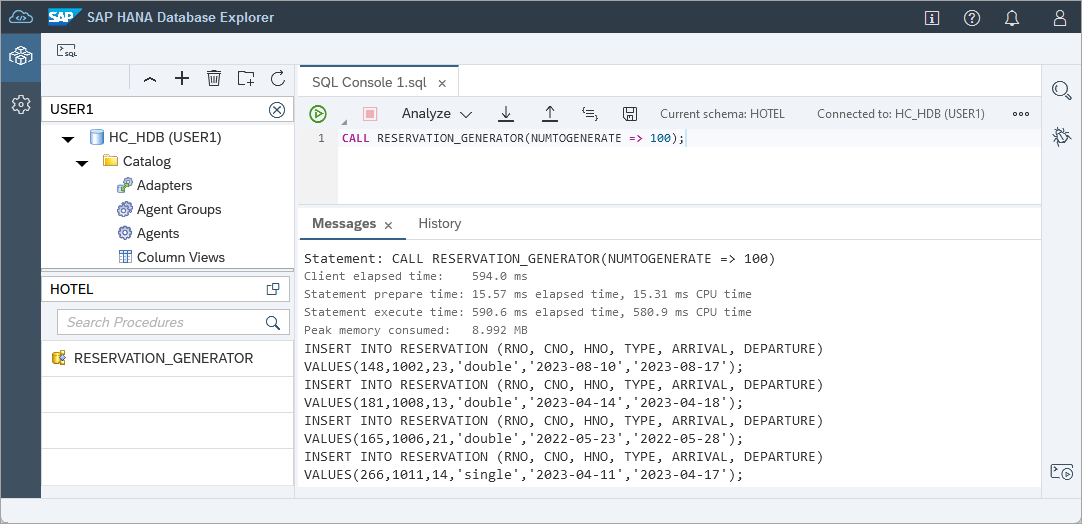 SAP SAP HANA Database Explorer
SQL
USER1
HC_HDB (USER1)
Catalog
Adapters
Agent Groups
Agents
Column Views
HOTEL
Search Procedures
RESERVATION_GENERATOR
SQL Console 1.sql
Analyze Current schema: HOTEL Connected to: HC_HDB (USER1)
1 CALL RESERVATION_GENERATOR(NUMTOGENERATE => 100);
Messages History
Statement: CALL RESERVATION_GENERATOR(NUMTOGENERATE => 100)
Client elapsed time: 594.0 ms
Statement prepare time: 15.57 ms elapsed time, 15.31 ms CPU time
Statement execute time: 590.6 ms elapsed time, 580.9 ms CPU time
Peak memory consumed: 8.992 MB
INSERT INTO RESERVATION (RNO, CNO, HNO, TYPE, ARRIVAL, DEPARTURE)
VALUES(148,1002,23,'double','2023-08-10','2023-08-17');
INSERT INTO RESERVATION (RNO, CNO, HNO, TYPE, ARRIVAL, DEPARTURE)
VALUES(181,1008,13,'double','2023-04-14','2023-04-18');
INSERT INTO RESERVATION (RNO, CNO, HNO, TYPE, ARRIVAL, DEPARTURE)
VALUES(165,1006,21,'double','2022-05-23','2022-05-28');
INSERT INTO RESERVATION (RNO, CNO, HNO, TYPE, ARRIVAL, DEPARTURE)
VALUES(266,1011,14,'single','2023-04-11','2023-04-17');